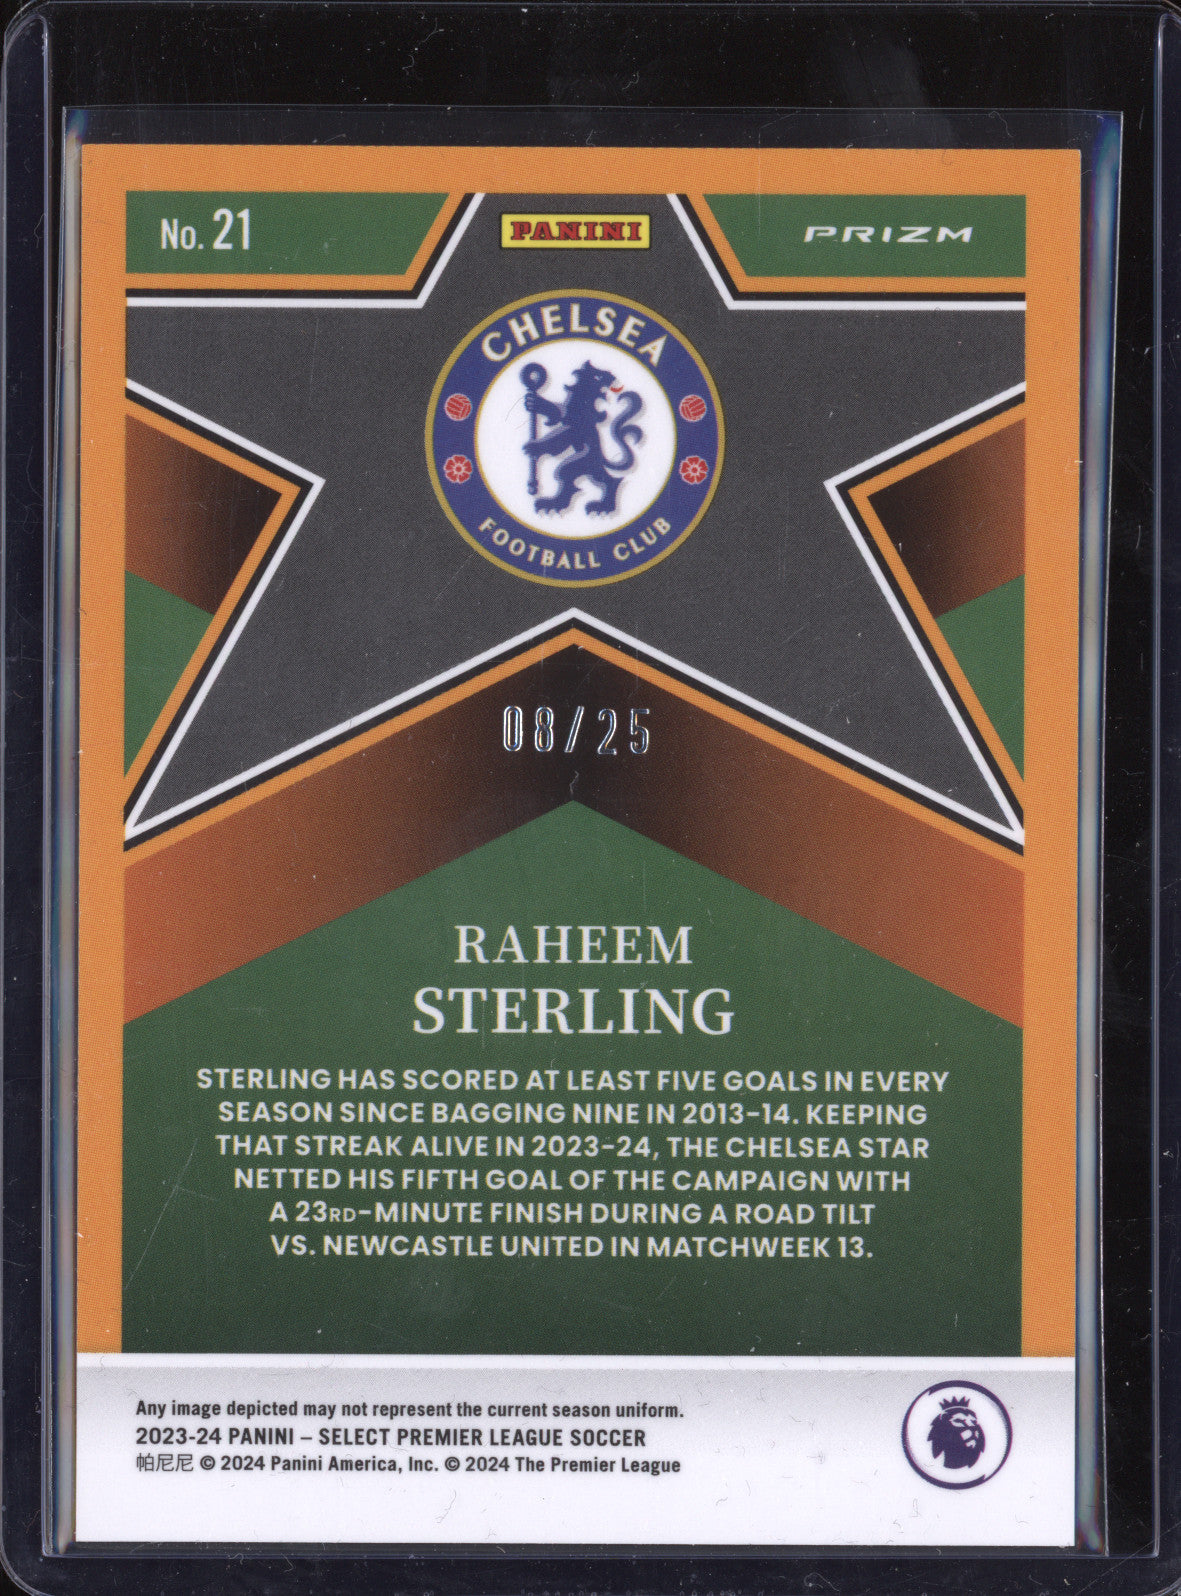 No. 21
PANINI
PRIZM
CHELSEA
FOOTBALL CLUB
08/25
RAHEEM
STERLING
STERLING HAS SCORED AT LEAST FIVE GOALS IN EVERY
SEASON SINCE BAGGING NINE IN 2013-14. KEEPING
THAT STREAK ALIVE IN 2023-24, THE CHELSEA STAR
NETTED HIS FIFTH GOAL OF THE CAMPAIGN WITH
A 23RD-MINUTE FINISH DURING A ROAD TILT
VS. NEWCASTLE UNITED IN MATCHWEEK 13.
Any image depicted may not represent the current season uniform.
2023-24 PANINI – SELECT PREMIER LEAGUE SOCCER
帕尼尼 © 2024 Panini America, Inc. © 2024 The Premier League